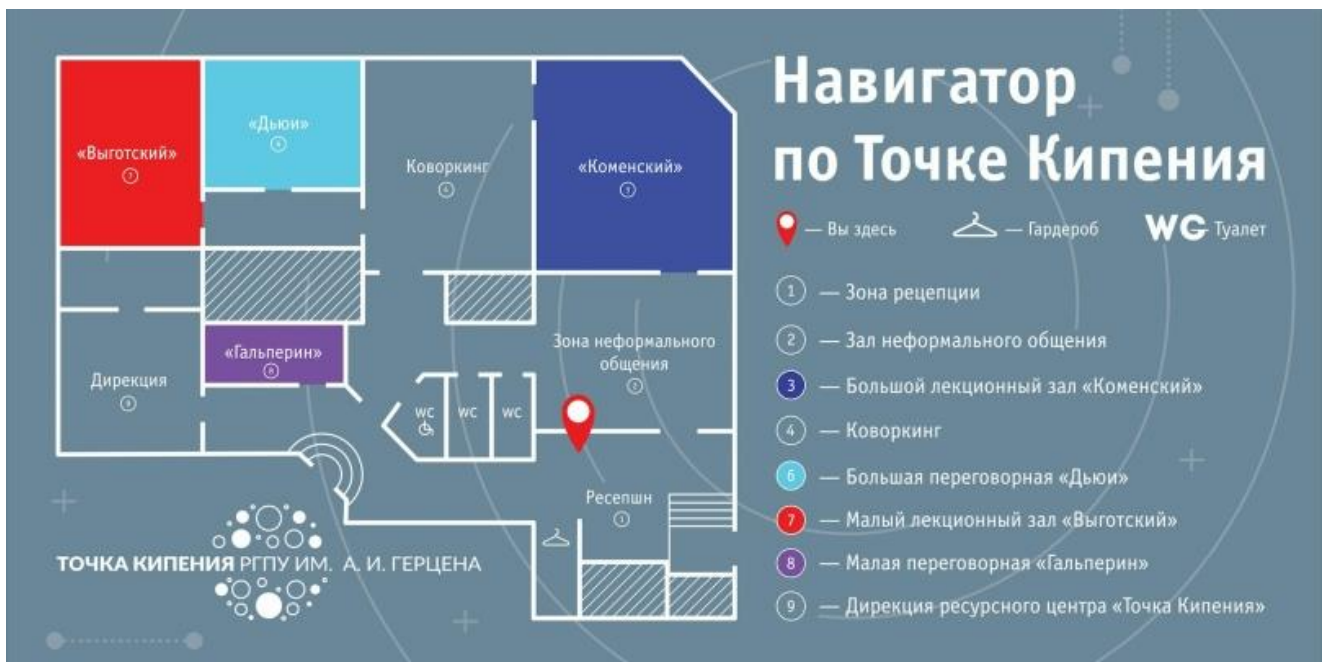 Навигатор
по Точке Кипения
— Вы здесь
— Гардероб
WC Туалет
1 — Зона рецепции
2 — Зал неформального общения
3 — Большой лекционный зал «Коменский»
4 — Коворкинг
6 — Большая переговорная «Дьюи»
7 — Малый лекционный зал «Выготский»
8 — Малая переговорная «Гальперин»
9 — Дирекция ресурсного центра «Точка Кипения»
«Выготский»
7
«Дьюи»
6
Коворкинг
4
«Коменский»
3
«Гальперин»
8
Дирекция
9
Зона неформального
общения
2
WC
WC
WC
Ресепшн
1
ТОЧКА КИПЕНИЯ РГПУ ИМ. А. И. ГЕРЦЕНА